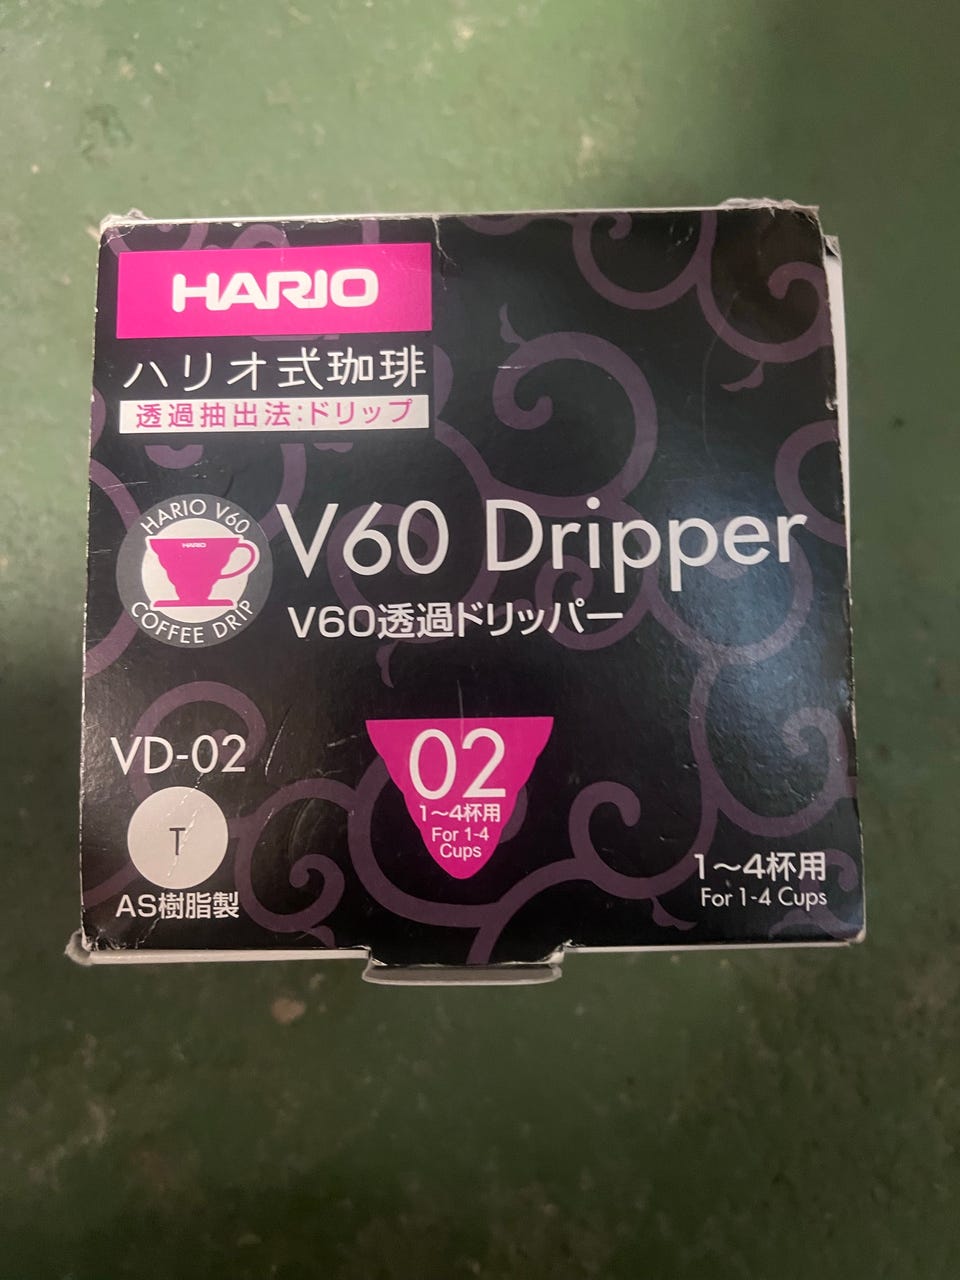 HARIO
ハリオ式珈琲
透過抽出法:ドリップ
HARIO V60
HARIO
COFFEE DRIP
V60 Dripper
V60透過ドリッパー
VD-02
T
AS樹脂製
02
1～4杯用
For 1-4
Cups
1～4杯用
For 1-4 Cups